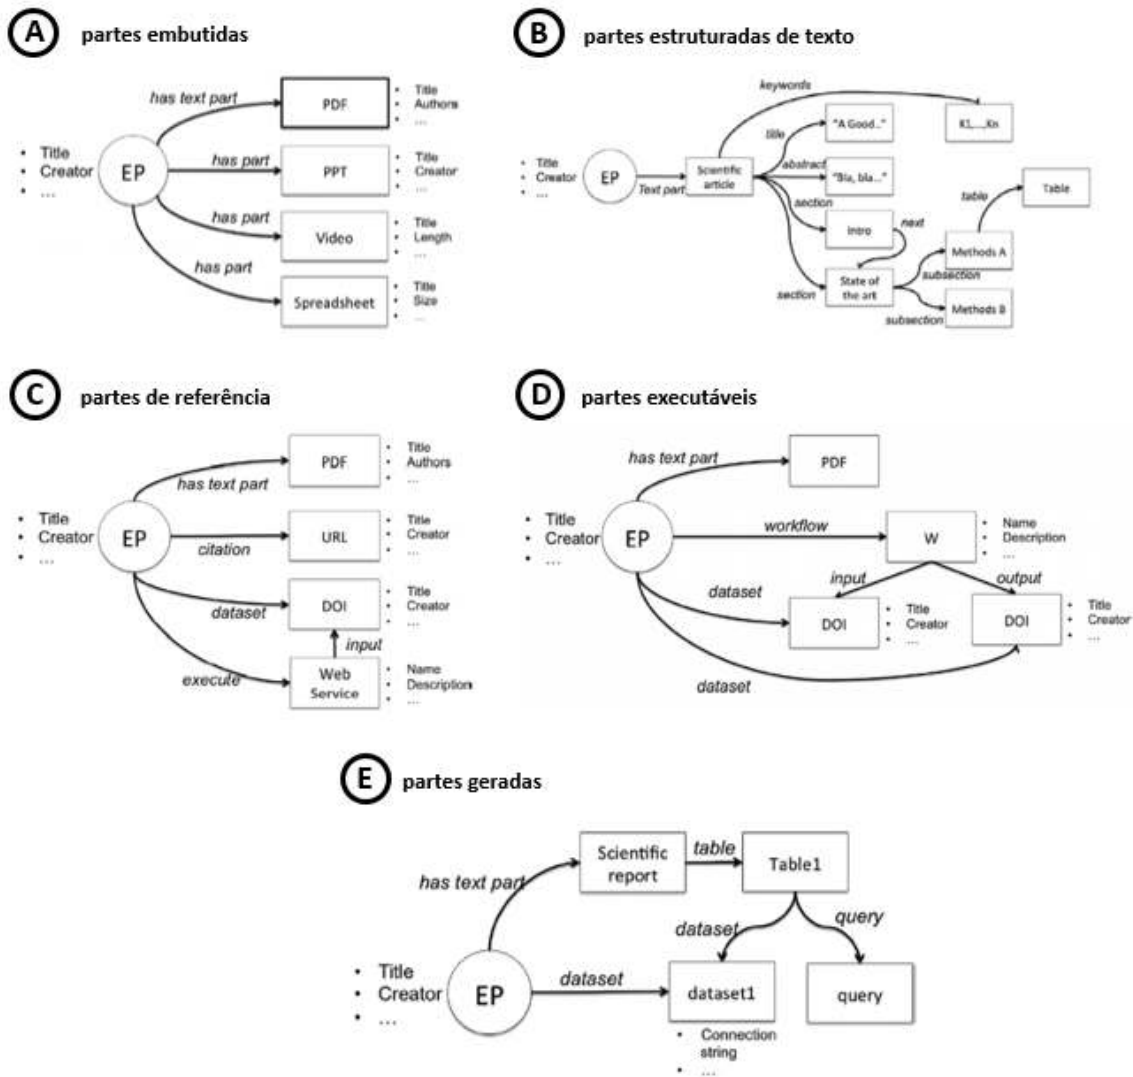 A partes embutidas
has text part
PDF
• Title
• Authors
• ...
• Title
• Creator
• ...
EP
has part
PPT
• Title
• Creator
• ...
has part
Video
• Title
• Length
• ...
has part
Spreadsheet
• Title
• Size
• ...
B partes estruturadas de texto
keywords
K1,...,Kn
title
"A Good.."
• Title
• Creator
• ...
EP
Text part
Scientific
article
abstract
"Bla, bla..."
section
Intro
next
table
Table
section
State of
the art
Methods A
subsection
subsection
Methods B
C partes de referência
has text part
PDF
• Title
• Authors
• ...
• Title
• Creator
• ...
EP
citation
URL
• Title
• Creator
• ...
dataset
DOI
• Title
• Creator
• ...
input
execute
Web
Service
• Name
• Description
• ...
D partes executáveis
has text part
PDF
• Title
• Creator
• ...
EP
workflow
W
• Name
• Description
• ...
input
output
dataset
DOI
• Title
• Creator
• ...
DOI
• Title
• Creator
• ...
dataset
E partes geradas
has text part
Scientific
report
table
Table1
dataset
query
• Title
• Creator
• ...
EP
dataset
dataset1
query
• Connection
string
• ...